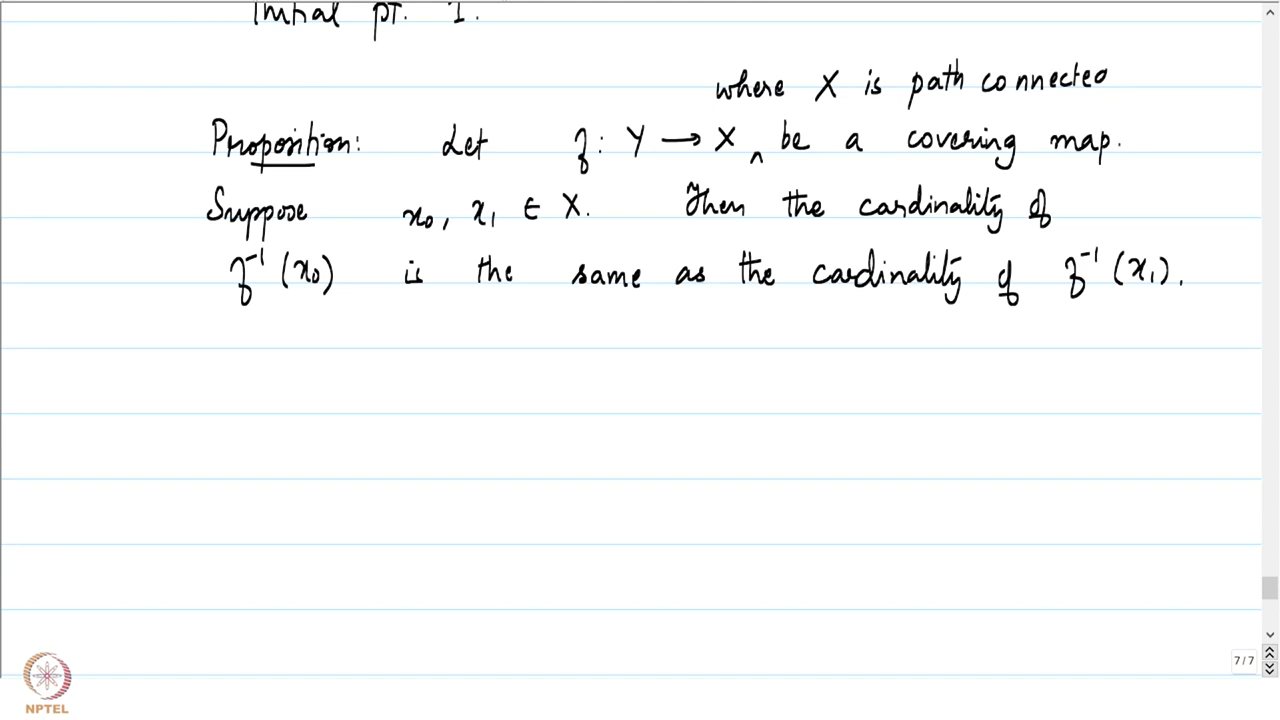 Initial pt. 1.
where X is path connected
Proposition: Let q: Y → X ^ be a covering map.
Suppose x₀, x₁ ∈ X. Then the cardinality of
q⁻¹(x₀) is the same as the cardinality of q⁻¹(x₁).
7/7
NPTEL